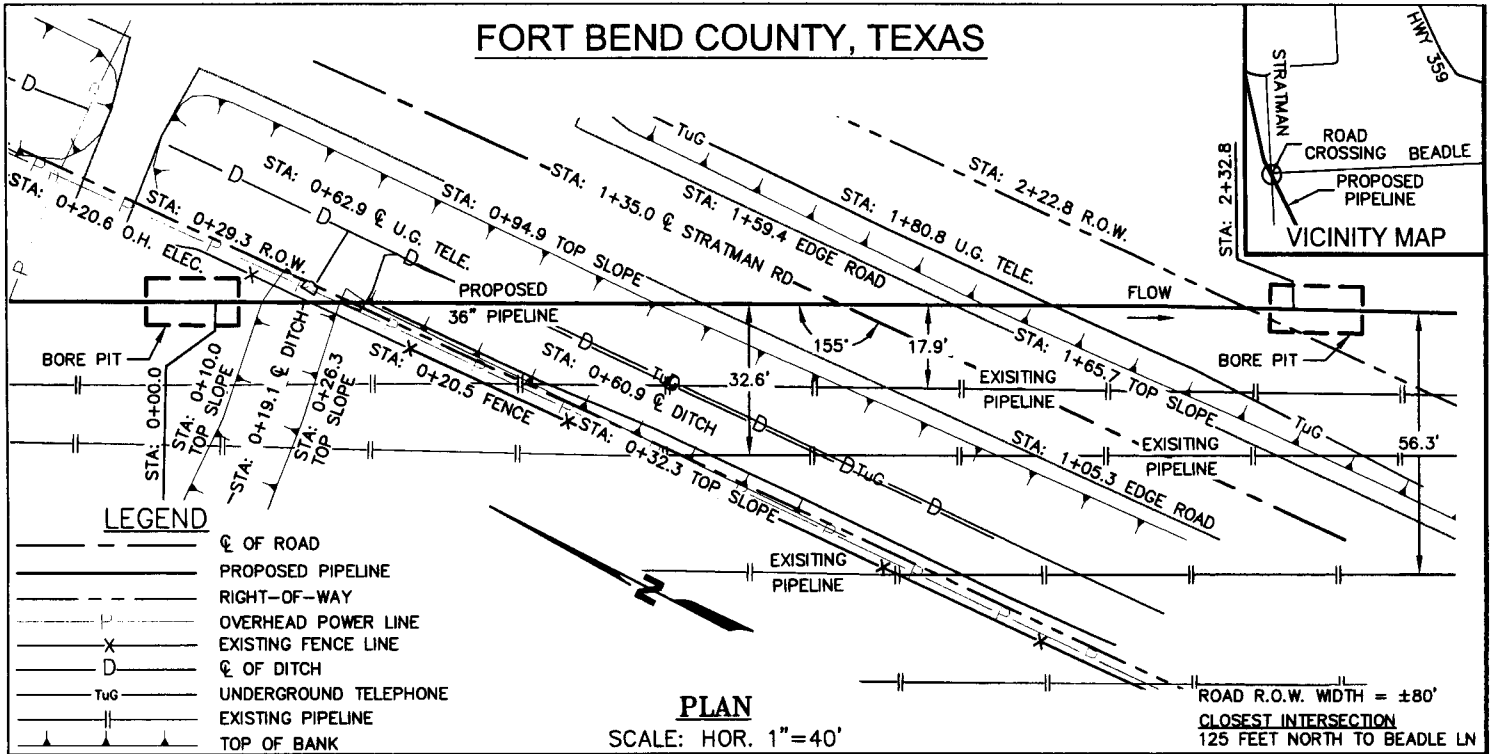 FORT BEND COUNTY, TEXAS
HWY 359
STRATMAN
ROAD
CROSSING
BEADLE
PROPOSED
PIPELINE
VICINITY MAP
D
P
TuG
STA: 0+20.6 O.H. ELEC.
STA: 0+29.3 R.O.W.
STA: 0+62.9 ℄ U.G. TELE.
STA: 0+94.9 TOP SLOPE
STA: 1+35.0 ℄ STRATMAN RD
STA: 1+59.4 EDGE ROAD
STA: 1+80.8 U.G. TELE.
STA: 2+22.8 R.O.W.
STA: 2+32.8
PROPOSED
36" PIPELINE
FLOW
BORE PIT
BORE PIT
155°
17.9'
32.6'
56.3'
STA: 0+00.0
STA: 0+10.0
TOP SLOPE
STA: 0+19.1 ℄ DITCH
STA: 0+26.3
TOP SLOPE
STA: 0+20.5 FENCE
STA: 0+60.9 ℄ DITCH
STA: 0+32.3 TOP SLOPE
STA: 1+65.7 TOP SLOPE
STA: 1+05.3 EDGE ROAD
EXISITING
PIPELINE
EXISITING
PIPELINE
EXISITING
PIPELINE
TuG
TuG
TuG
N
LEGEND
℄ OF ROAD
PROPOSED PIPELINE
RIGHT-OF-WAY
P OVERHEAD POWER LINE
X EXISTING FENCE LINE
D ℄ OF DITCH
TuG UNDERGROUND TELEPHONE
EXISTING PIPELINE
TOP OF BANK
PLAN
SCALE: HOR. 1"=40'
ROAD R.O.W. WIDTH = ±80'
CLOSEST INTERSECTION
125 FEET NORTH TO BEADLE LN